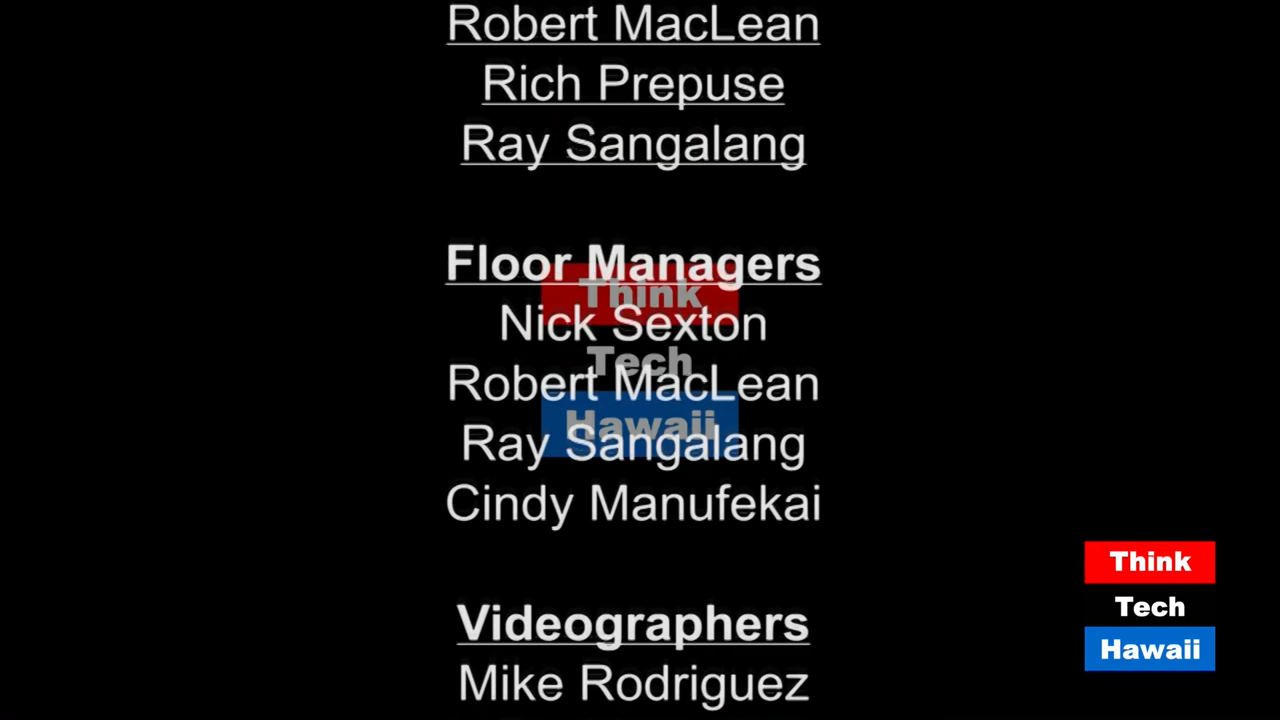 Robert MacLean
Rich Prepuse
Ray Sangalang
Floor Managers
Think
Nick Sexton
Tech
Robert MacLean
Hawaii
Ray Sangalang
Cindy Manufekai
Videographers
Mike Rodriguez
Think
Tech
Hawaii